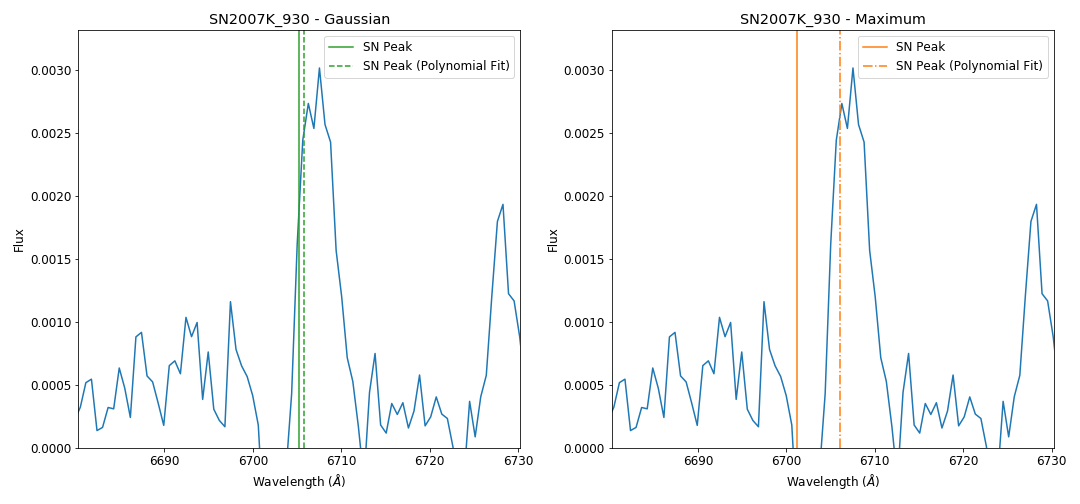 SN2007K_930 - Gaussian
SN Peak
SN Peak (Polynomial Fit)
0.0030
0.0025
0.0020
0.0015
0.0010
0.0005
0.0000
Flux
6690 6700 6710 6720 6730
Wavelength (Å)
SN2007K_930 - Maximum
SN Peak
SN Peak (Polynomial Fit)
0.0030
0.0025
0.0020
0.0015
0.0010
0.0005
0.0000
Flux
6690 6700 6710 6720 6730
Wavelength (Å)